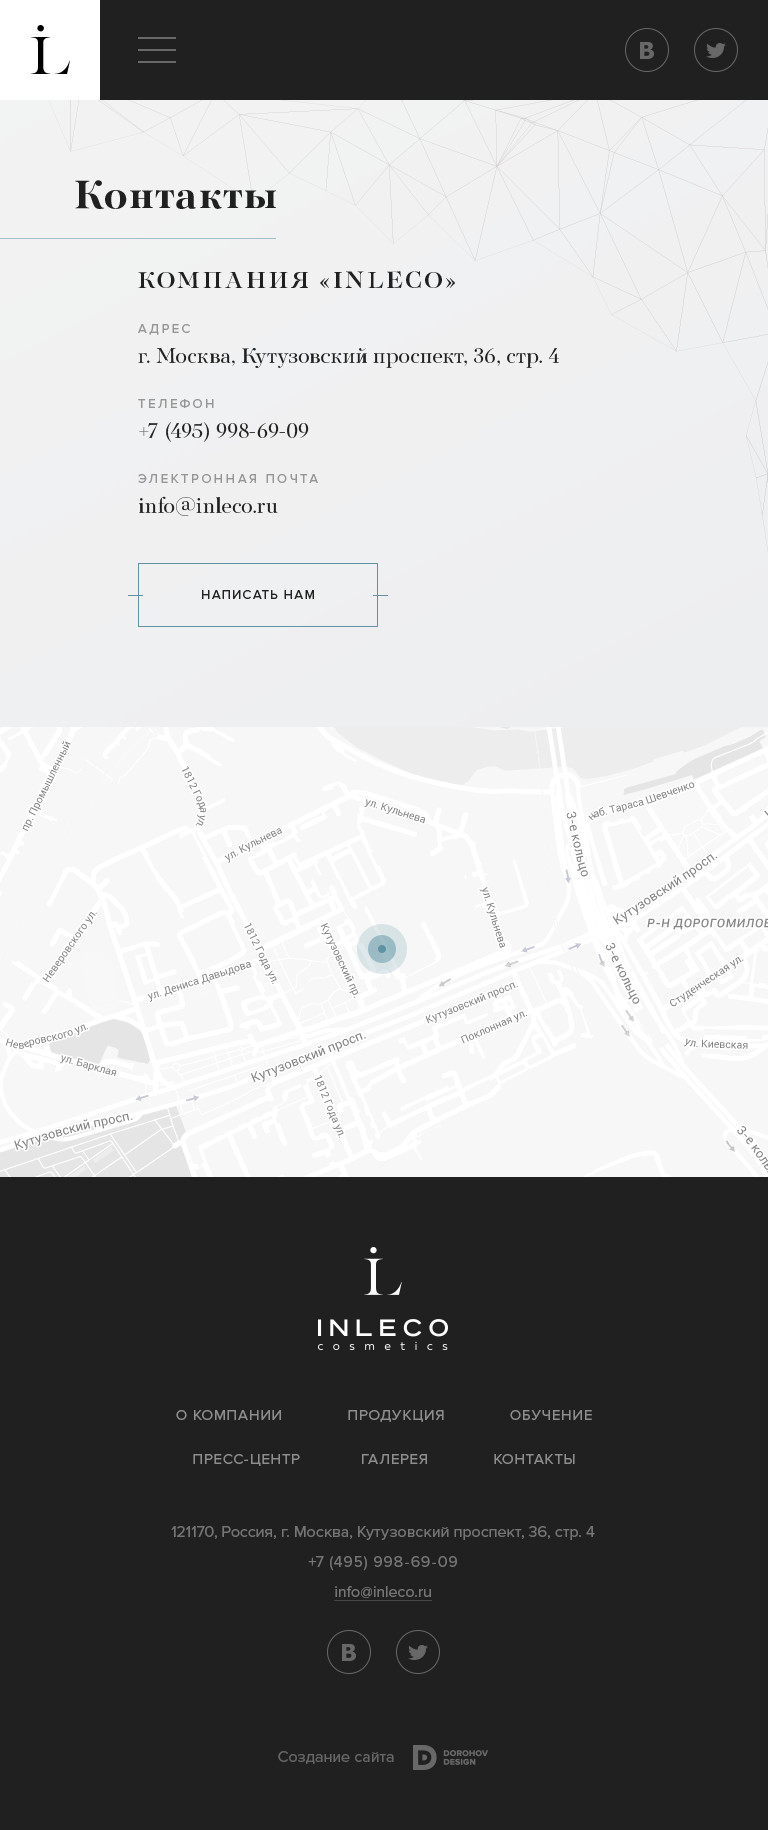 iL
B
Контакты
КОМПАНИЯ «INLECO»
АДРЕС
г. Москва, Кутузовский проспект, 36, стр. 4
ТЕЛЕФОН
+7 (495) 998-69-09
ЭЛЕКТРОННАЯ ПОЧТА
info@inleco.ru
НАПИСАТЬ НАМ
пр. Промышленный
1812 Года ул.
ул. Кульнева
наб. Тараса Шевченко
3-е кольцо
ул. Кульнева
Кутузовский просп.
ул. Кульнева
Р-Н ДОРОГОМИЛОВ
Неверовского ул.
1812 Года ул.
Кутузовский пр.
3-е кольцо
ул. Дениса Давыдова
Студенческая ул.
Кутузовский просп.
Поклонная ул.
Неверовского ул.
ул. Барклая
Кутузовский просп.
ул. Киевская
1812 Года ул.
Кутузовский просп.
3-е коль
iL
INLECO
cosmetics
О КОМПАНИИ ПРОДУКЦИЯ ОБУЧЕНИЕ
ПРЕСС-ЦЕНТР ГАЛЕРЕЯ КОНТАКТЫ
121170, Россия, г. Москва, Кутузовский проспект, 36, стр. 4
+7 (495) 998-69-09
info@inleco.ru
B
Создание сайта D DOROHOV
DESIGN